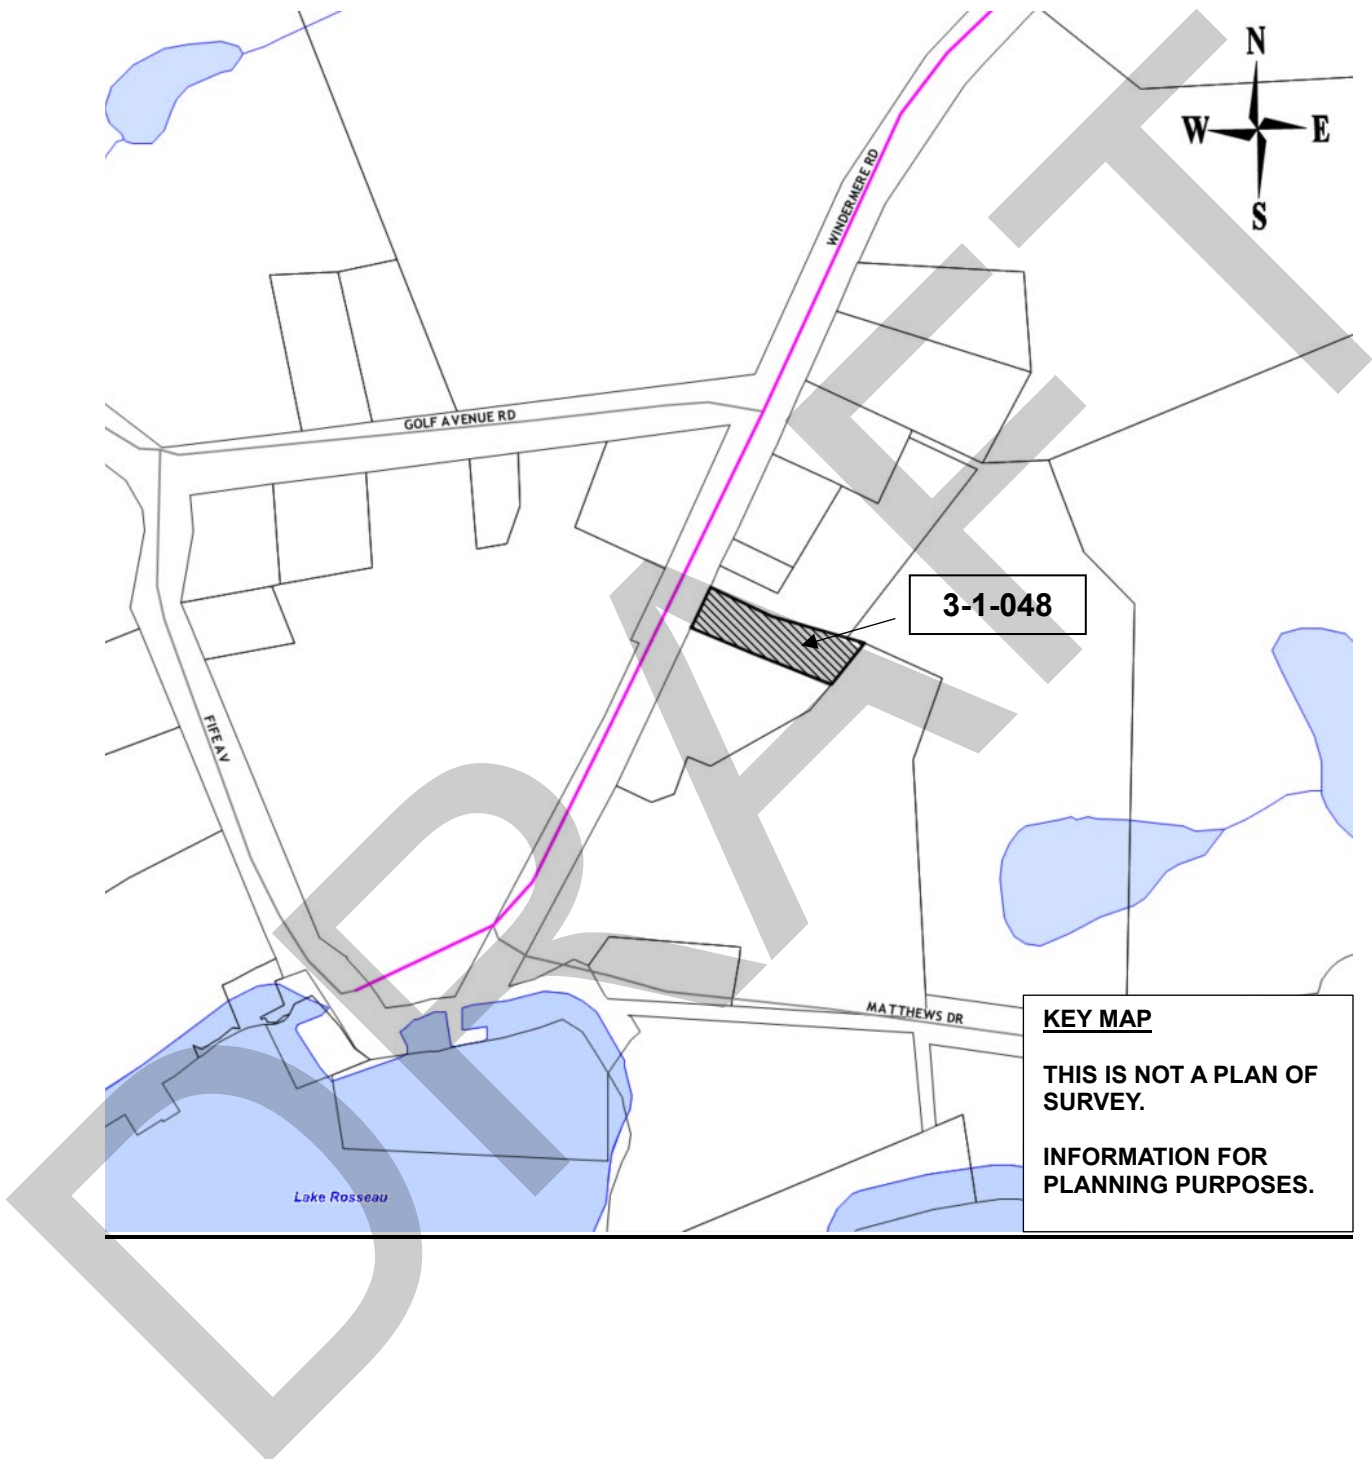 N
W E
S
WINDERMERE RD
GOLF AVENUE RD
3-1-048
FIFE AV
MATTHEWS DR
Lake Rosseau
KEY MAP
THIS IS NOT A PLAN OF
SURVEY.
INFORMATION FOR
PLANNING PURPOSES.
DRAFT